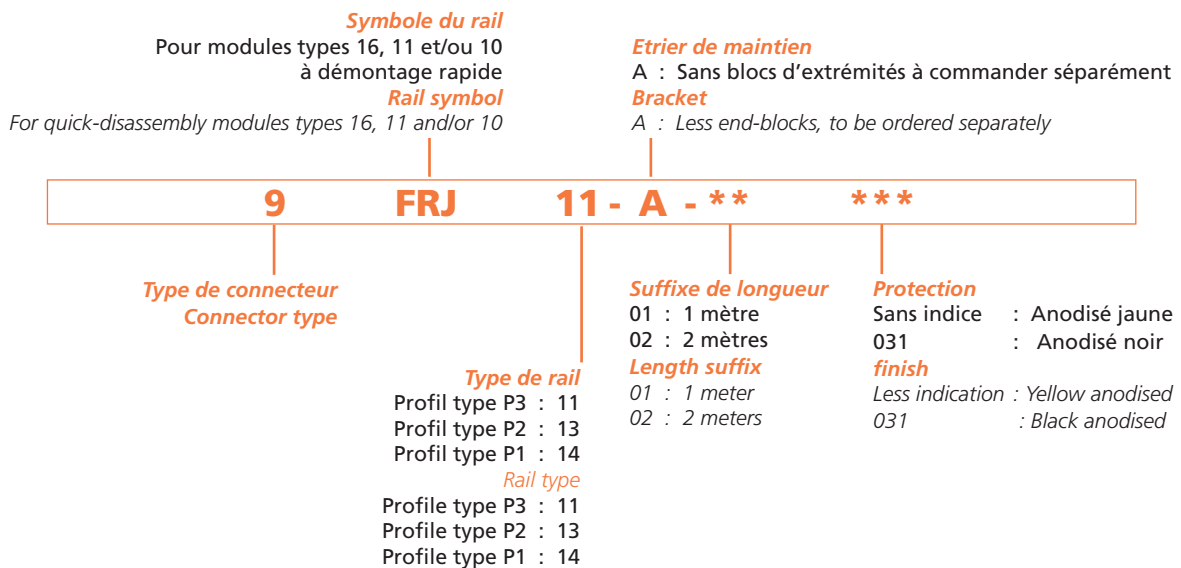 Symbole du rail
Pour modules types 16, 11 et/ou 10
à démontage rapide
Rail symbol
For quick-disassembly modules types 16, 11 and/or 10
Etrier de maintien
A : Sans blocs d'extrémités à commander séparément
Bracket
A : Less end-blocks, to be ordered separately
9 FRJ 11 - A - ** ***
Type de connecteur
Connector type
Type de rail
Profil type P3 : 11
Profil type P2 : 13
Profil type P1 : 14
Rail type
Profile type P3 : 11
Profile type P2 : 13
Profile type P1 : 14
Suffixe de longueur
01 : 1 mètre
02 : 2 mètres
Length suffix
01 : 1 meter
02 : 2 meters
Protection
Sans indice : Anodisé jaune
031 : Anodisé noir
finish
Less indication : Yellow anodised
031 : Black anodised